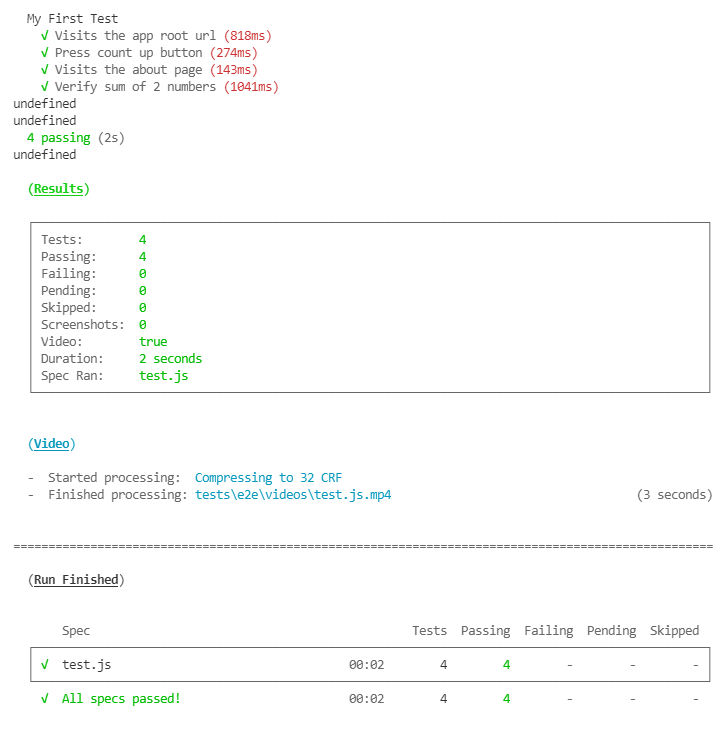 My First Test
√ Visits the app root url (818ms)
√ Press count up button (274ms)
√ Visits the about page (143ms)
√ Verify sum of 2 numbers (1041ms)
undefined
undefined
4 passing (2s)
undefined
(Results)
Tests: 4
Passing: 4
Failing: 0
Pending: 0
Skipped: 0
Screenshots: 0
Video: true
Duration: 2 seconds
Spec Ran: test.js
(Video)
- Started processing: Compressing to 32 CRF
- Finished processing: tests\e2e\videos\test.js.mp4 (3 seconds)
====================================================================================================
(Run Finished)
Spec Tests Passing Failing Pending Skipped
√ test.js 00:02 4 4 - - -
√ All specs passed! 00:02 4 4 - - -